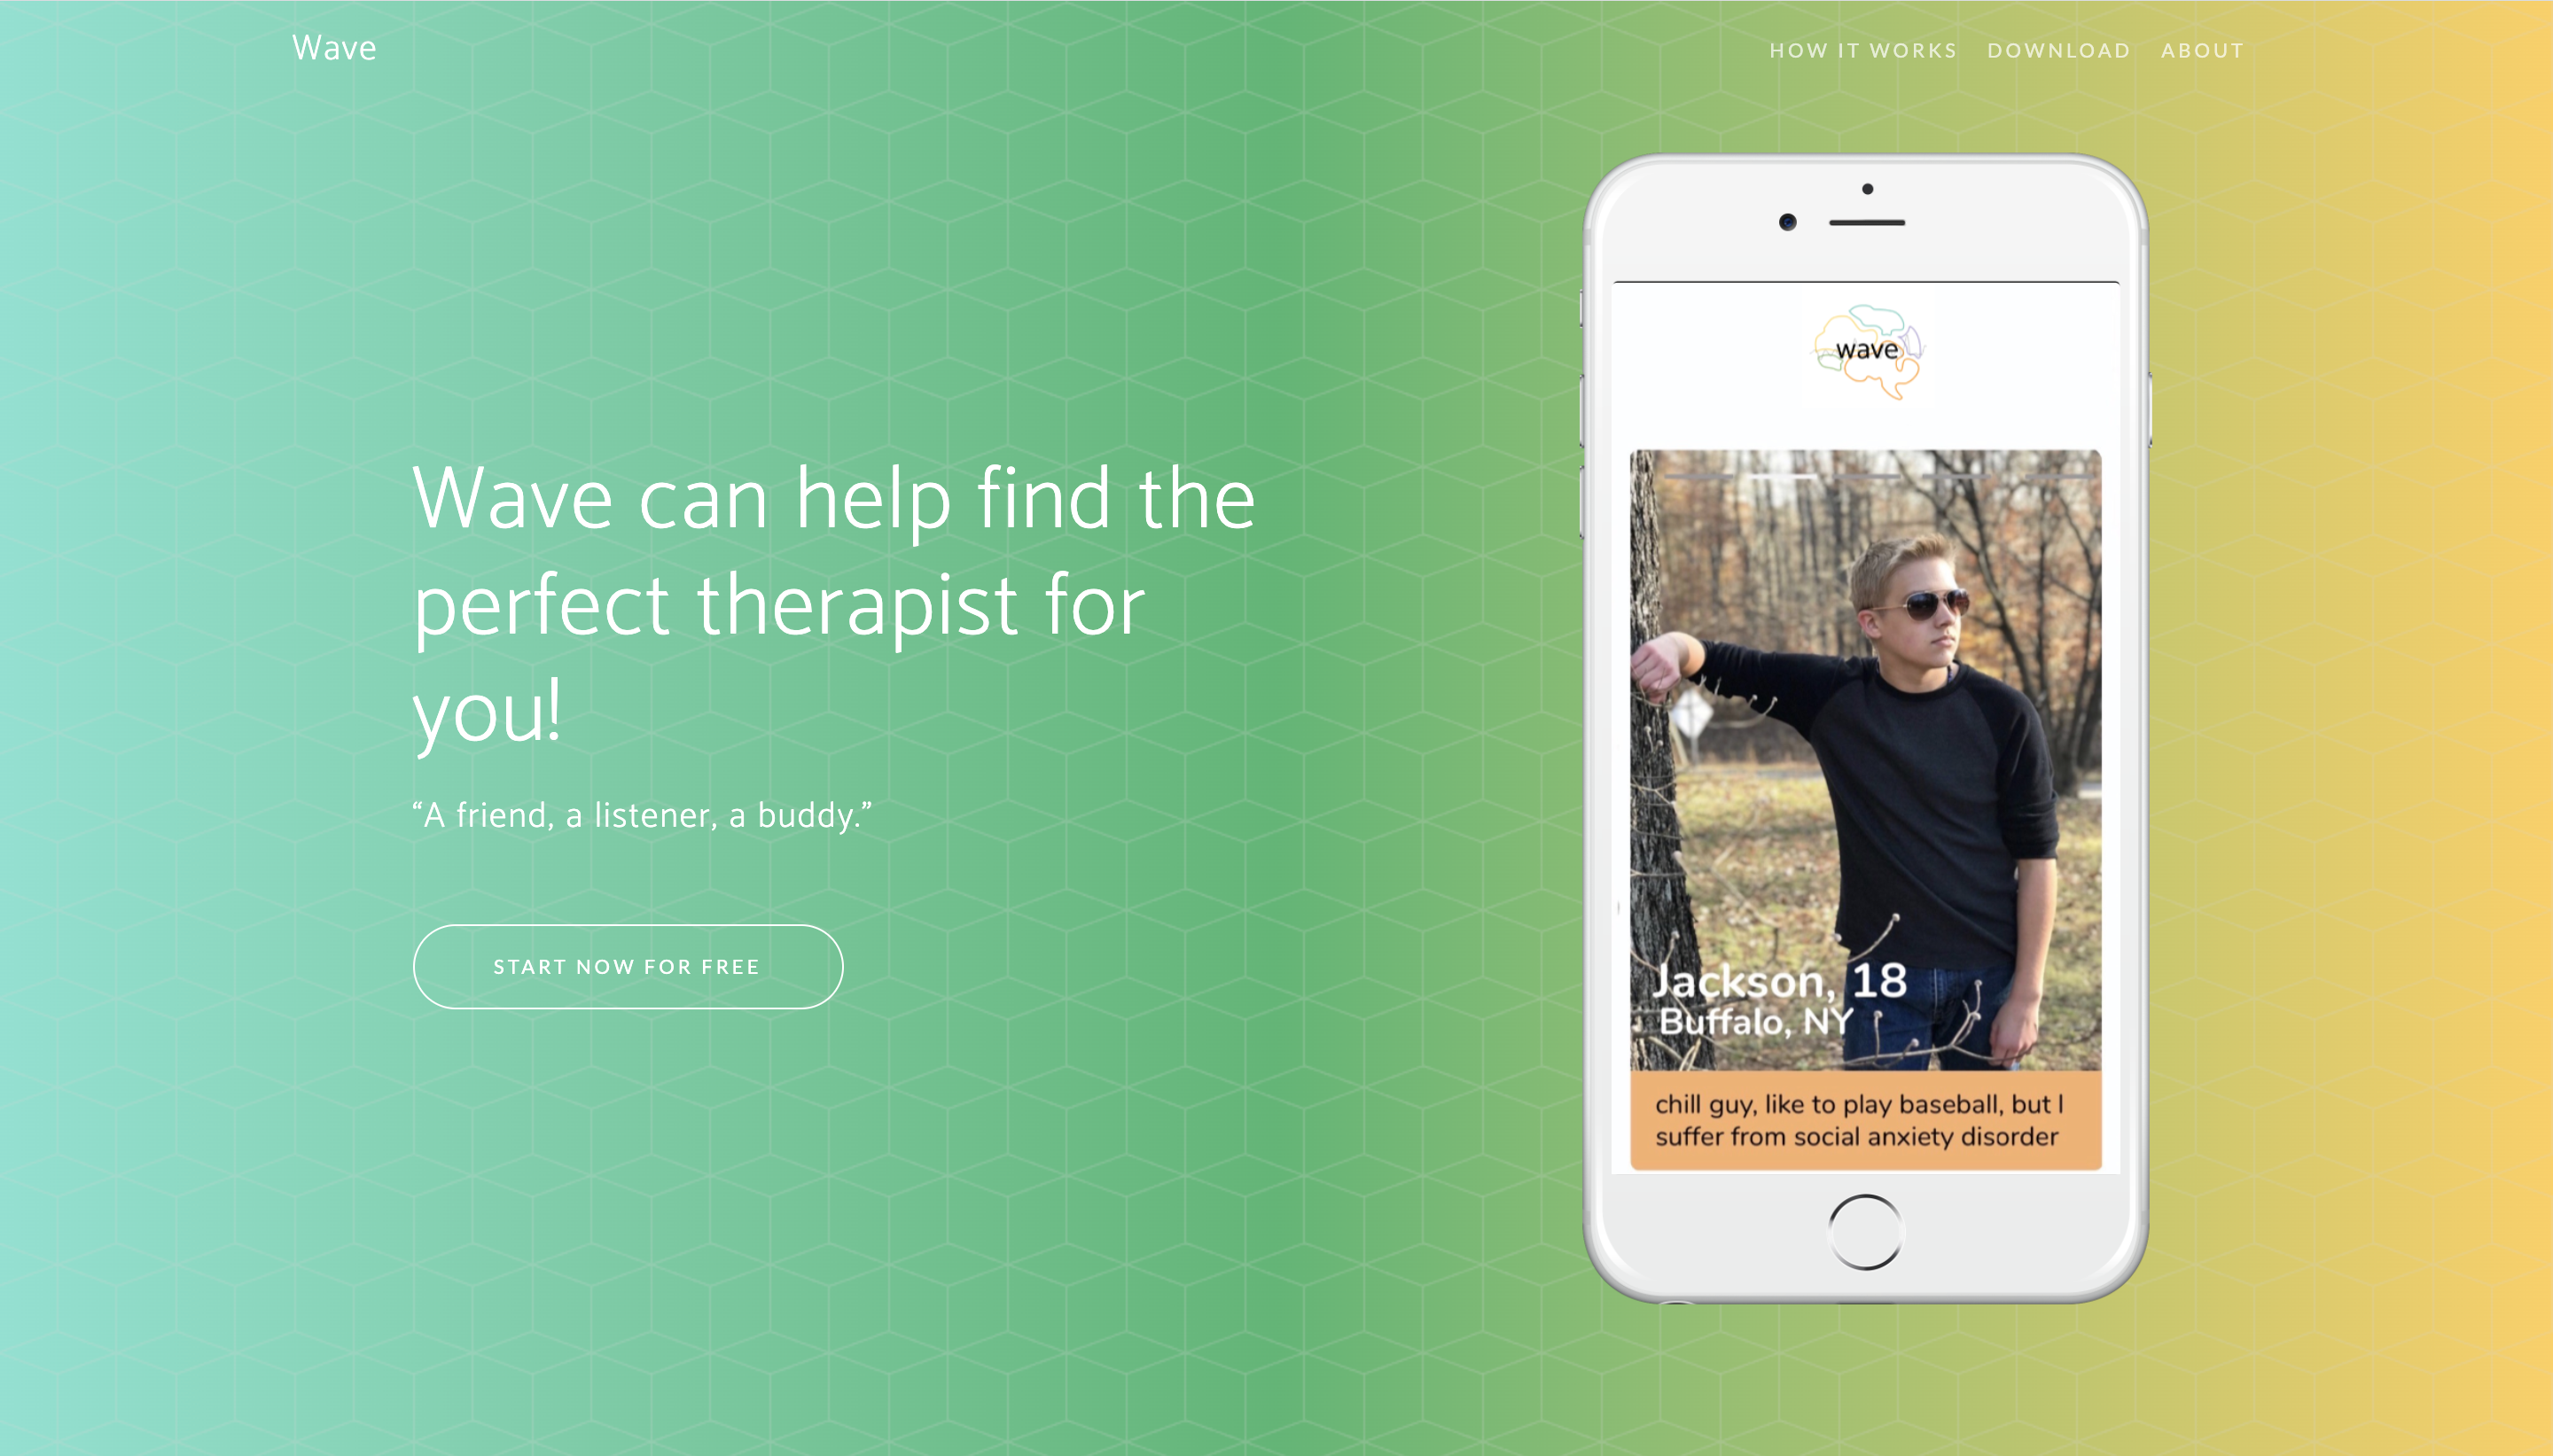 Wave
HOW IT WORKS DOWNLOAD ABOUT
Wave can help find the
perfect therapist for
you!
“A friend, a listener, a buddy.”
START NOW FOR FREE
wave
Jackson, 18
Buffalo, NY
chill guy, like to play baseball, but I
suffer from social anxiety disorder